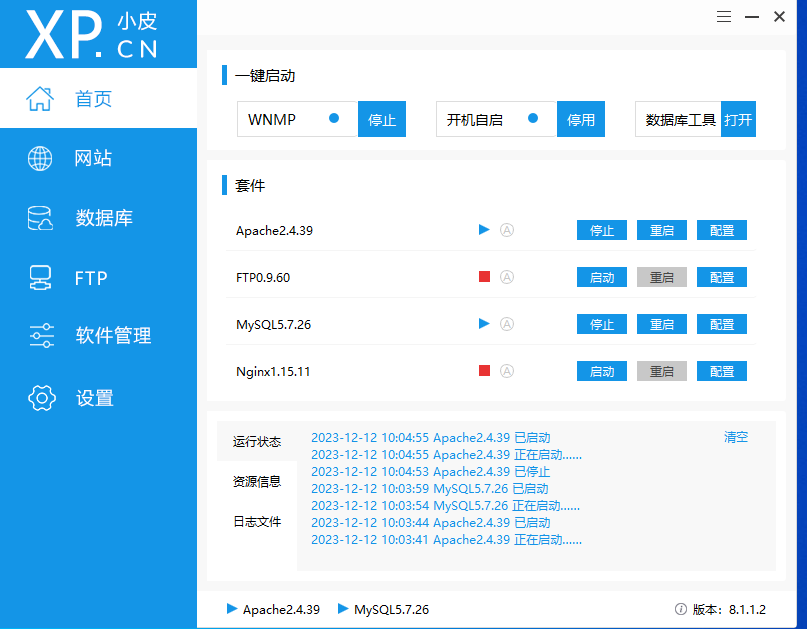 XP.小皮
CN
首页
网站
数据库
FTP
软件管理
设置
一键启动
WNMP 停止 开机自启 停用 数据库工具 打开
套件
Apache2.4.39 A 停止 重启 配置
FTP0.9.60 A 启动 重启 配置
MySQL5.7.26 A 停止 重启 配置
Nginx1.15.11 A 启动 重启 配置
运行状态
资源信息
日志文件
2023-12-12 10:04:55 Apache2.4.39 已启动 清空
2023-12-12 10:04:55 Apache2.4.39 正在启动......
2023-12-12 10:04:53 Apache2.4.39 已停止
2023-12-12 10:03:59 MySQL5.7.26 已启动
2023-12-12 10:03:54 MySQL5.7.26 正在启动......
2023-12-12 10:03:44 Apache2.4.39 已启动
2023-12-12 10:03:41 Apache2.4.39 正在启动......
Apache2.4.39 MySQL5.7.26 版本：8.1.1.2